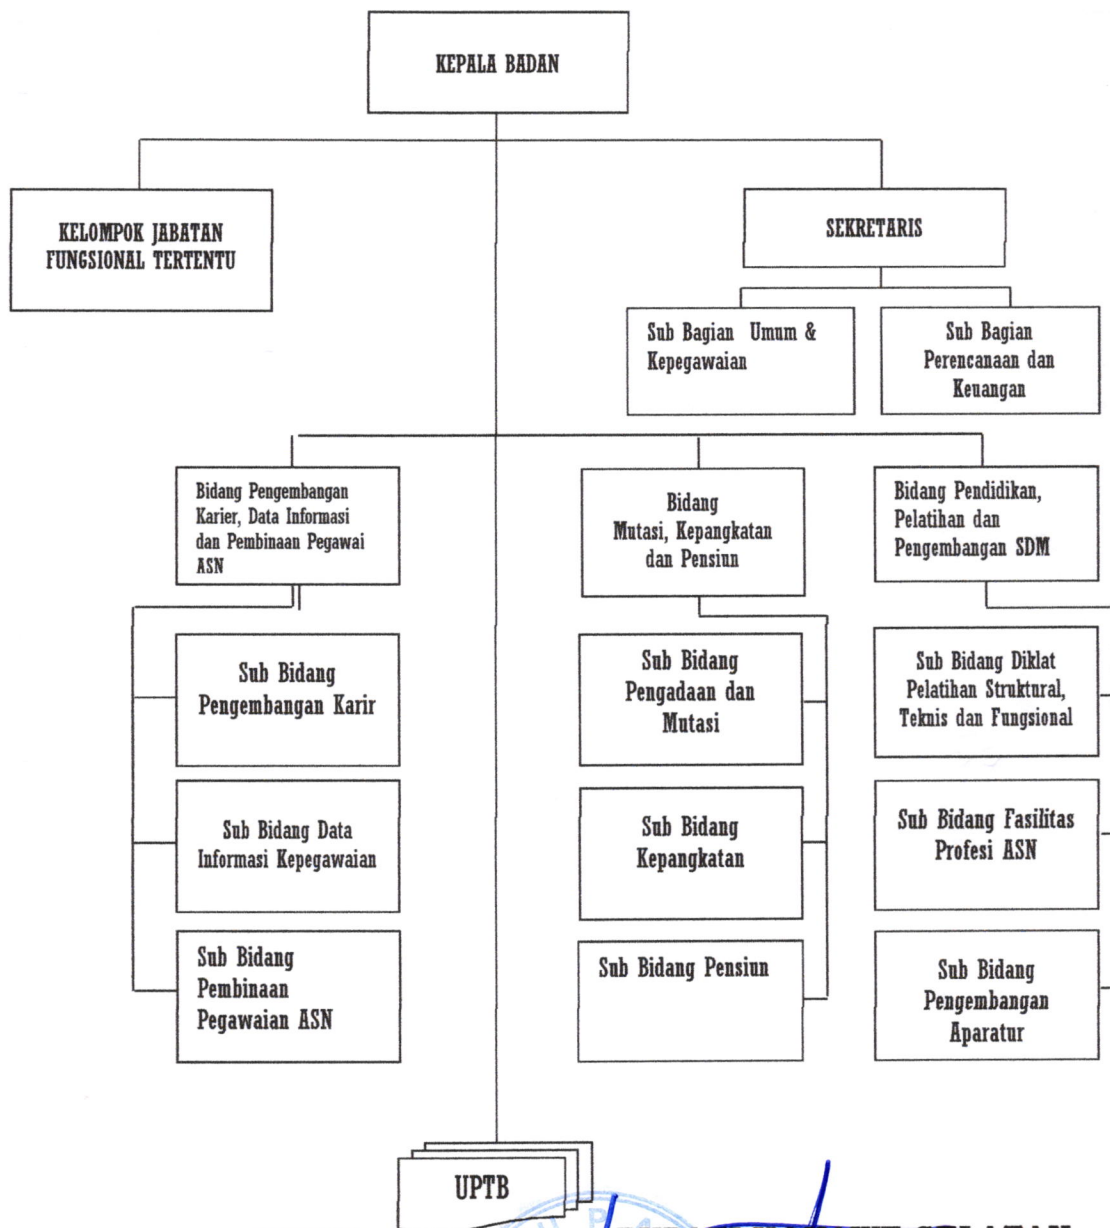 KEPALA BADAN
KELOMPOK JABATAN
FUNGSIONAL TERTENTU
SEKRETARIS
Sub Bagian Umum &
Kepegawaian
Sub Bagian
Perencanaan dan
Keuangan
Bidang Pengembangan
Karier, Data Informasi
dan Pembinaan Pegawai
ASN
Bidang
Mutasi, Kepangkatan
dan Pensiun
Bidang Pendidikan,
Pelatihan dan
Pengembangan SDM
Sub Bidang
Pengembangan Karir
Sub Bidang
Pengadaan dan
Mutasi
Sub Bidang Diklat
Pelatihan Struktural,
Teknis dan Fungsional
Sub Bidang Data
Informasi Kepegawaian
Sub Bidang
Kepangkatan
Sub Bidang Fasilitas
Profesi ASN
Sub Bidang
Pembinaan
Pegawaian ASN
Sub Bidang Pensiun
Sub Bidang
Pengembangan
Aparatur
UPTB